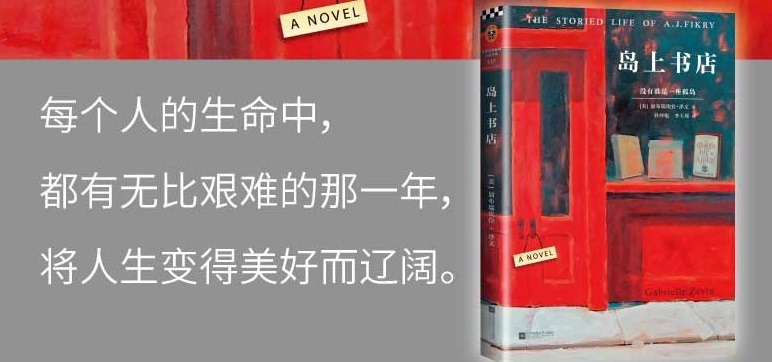 A NOVEL
每个人的生命中，
都有无比艰难的那一年，
将人生变得美好而辽阔。
THE STORIED LIFE OF A.J.FIKRY
岛上书店
没有谁是一座孤岛
岛上书店
A NOVEL
Gabrielle Zevin